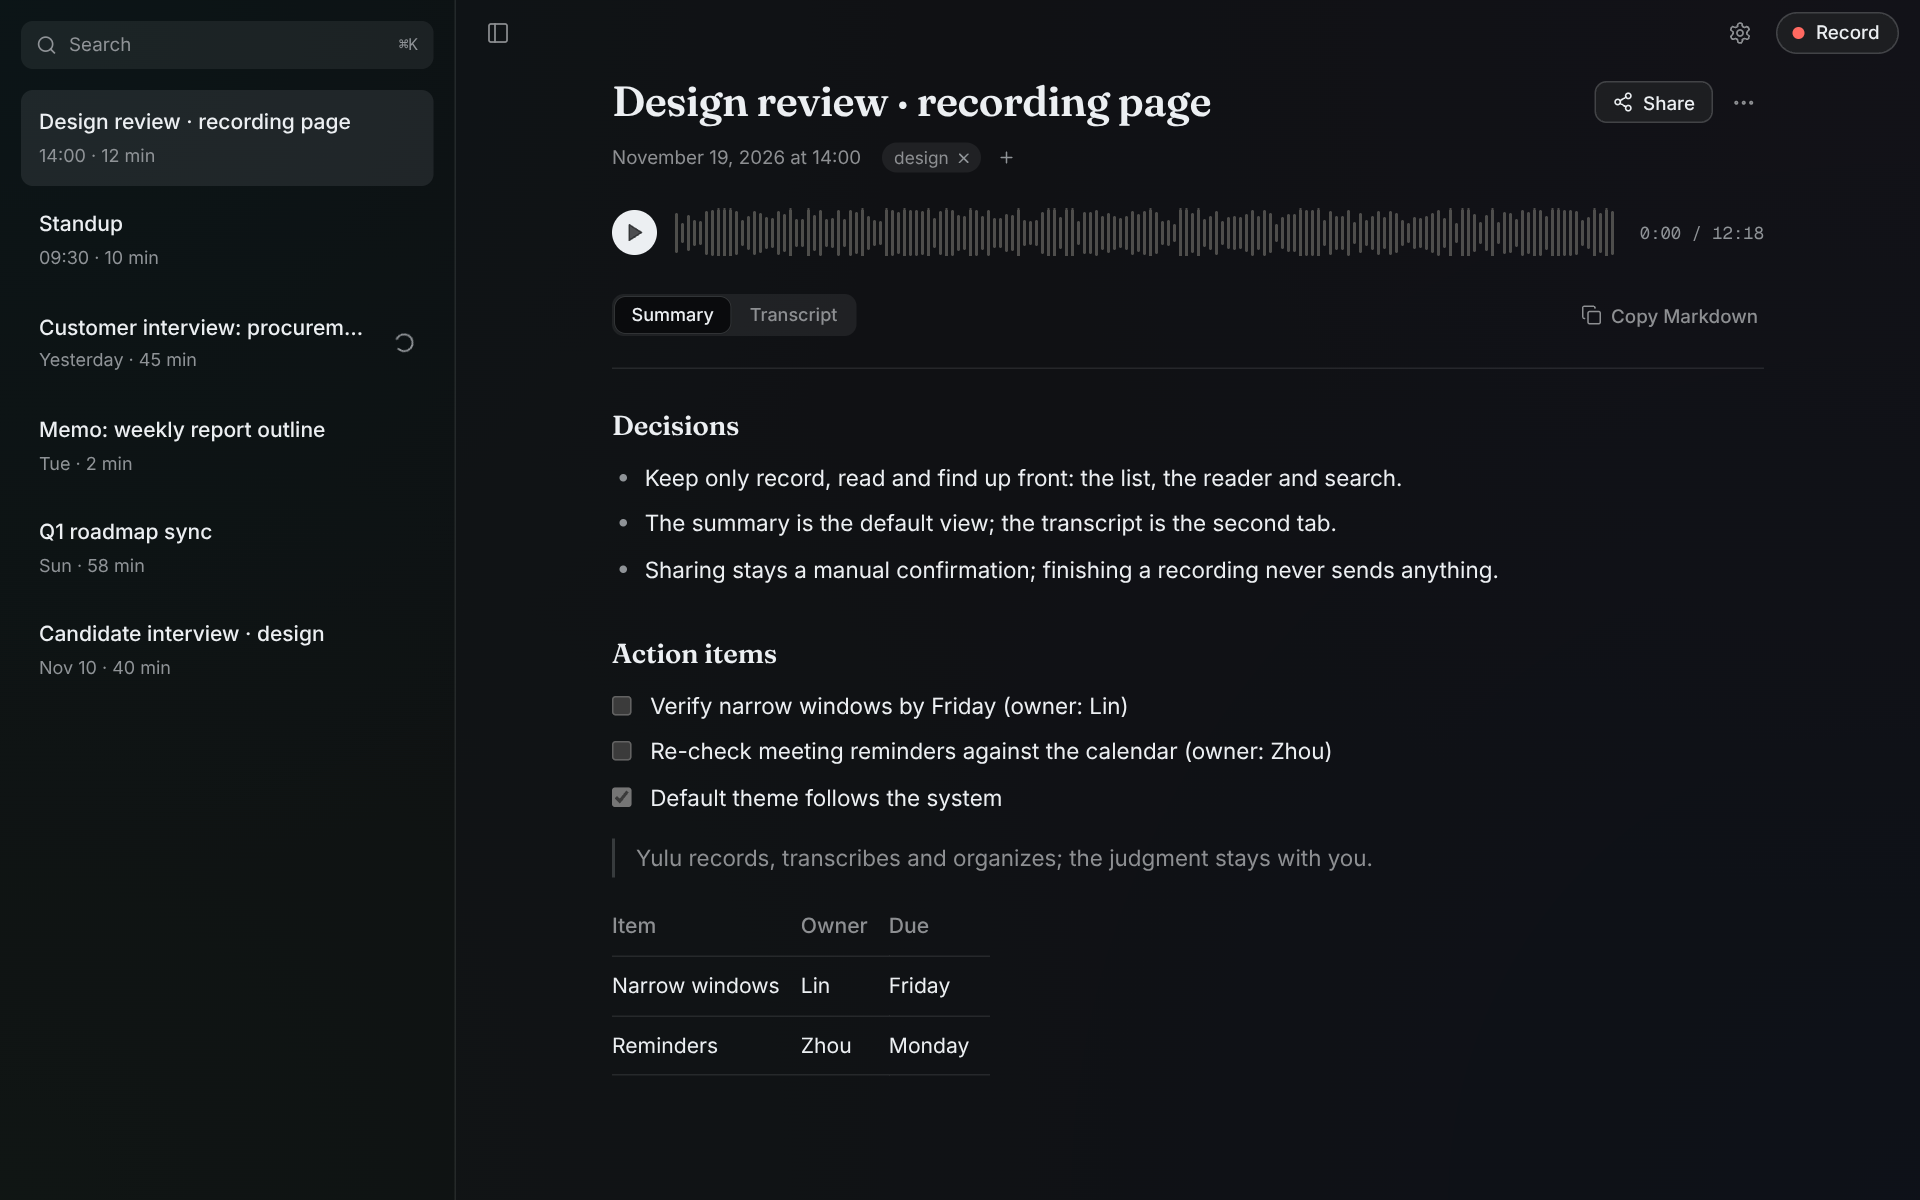 Search ⌘K
Design review · recording page
14:00 · 12 min
Standup
09:30 · 10 min
Customer interview: procurem...
Yesterday · 45 min
Memo: weekly report outline
Tue · 2 min
Q1 roadmap sync
Sun · 58 min
Candidate interview · design
Nov 10 · 40 min
Record
Design review · recording page
Share
November 19, 2026 at 14:00 design
0:00 / 12:18
Summary Transcript
Copy Markdown
Decisions
Keep only record, read and find up front: the list, the reader and search.
The summary is the default view; the transcript is the second tab.
Sharing stays a manual confirmation; finishing a recording never sends anything.
Action items
Verify narrow windows by Friday (owner: Lin)
Re-check meeting reminders against the calendar (owner: Zhou)
Default theme follows the system
Yulu records, transcribes and organizes; the judgment stays with you.
Item Owner Due
Narrow windows Lin Friday
Reminders Zhou Monday